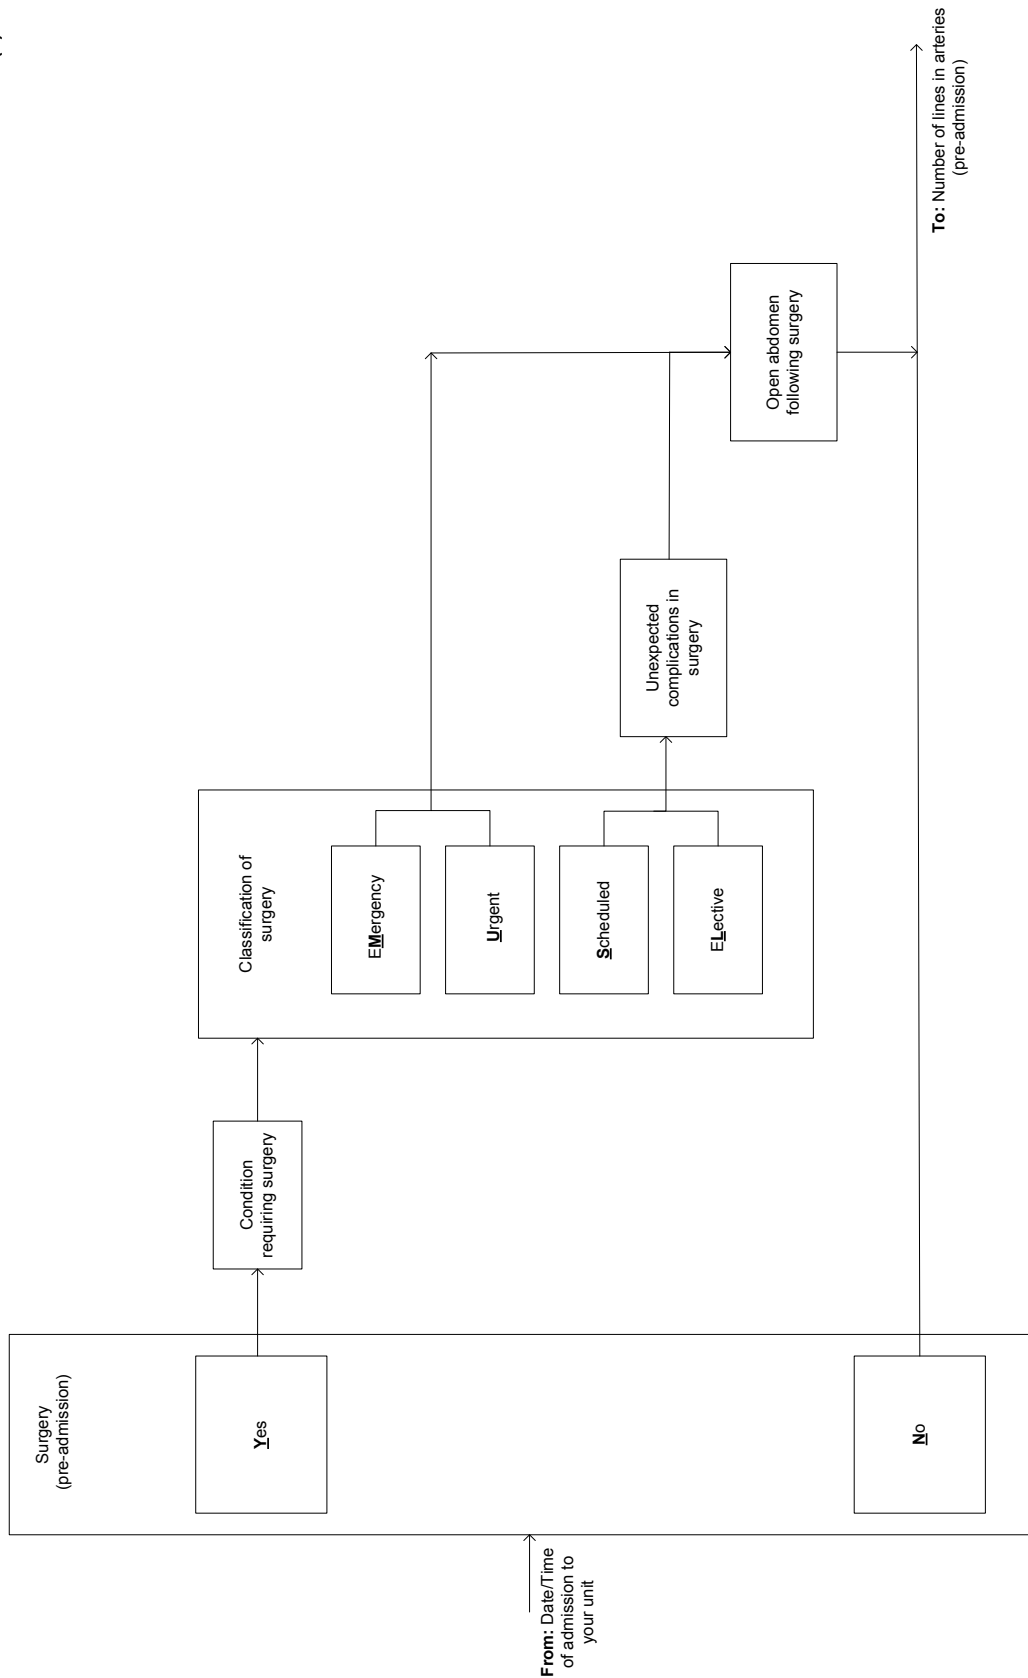 Surgery
(pre-admission)
Yes
No
From: Date/Time
of admission to
your unit
Condition
requiring surgery
Classification of
surgery
EMergency
Urgent
Scheduled
ELective
Unexpected
complications in
surgery
Open abdomen
following surgery
To: Number of lines in arteries
(pre-admission)